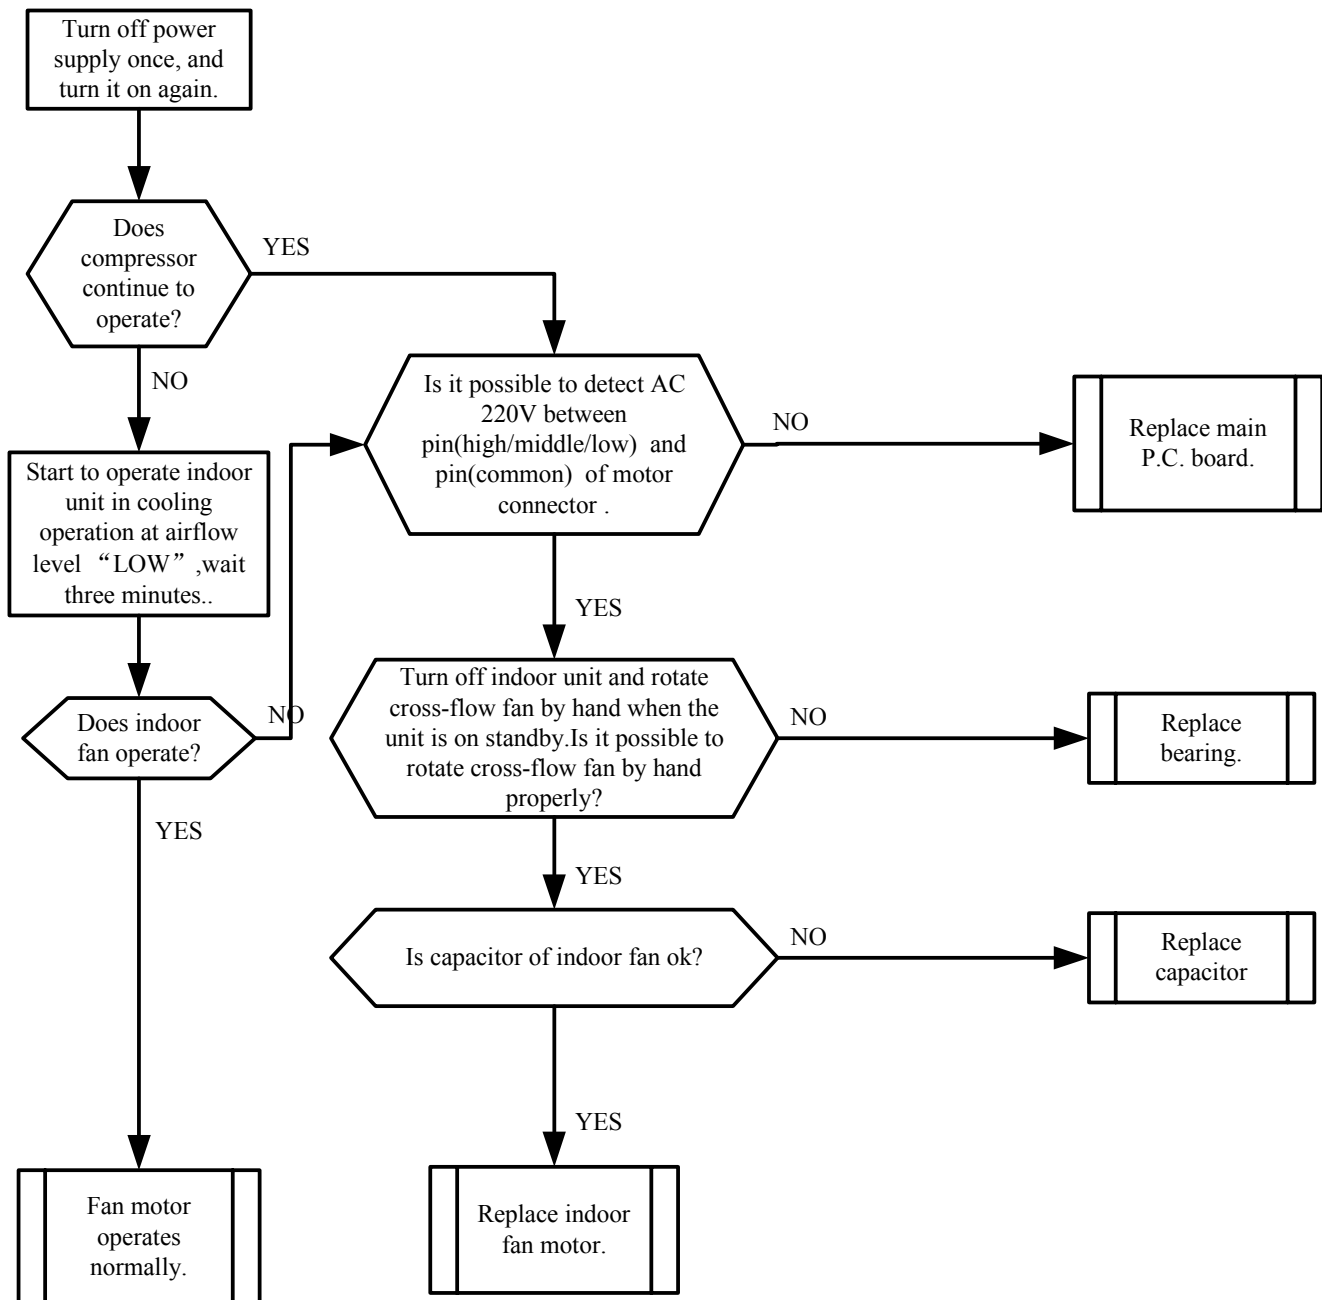 Turn off power
supply once, and
turn it on again.
Does
compressor
continue to
operate?
YES
NO
Start to operate indoor
unit in cooling
operation at airflow
level “LOW”,wait
three minutes..
Does indoor
fan operate?
NO
YES
Fan motor
operates
normally.
Is it possible to detect AC
220V between
pin(high/middle/low) and
pin(common) of motor
connector .
NO
Replace main
P.C. board.
YES
Turn off indoor unit and rotate
cross-flow fan by hand when the
unit is on standby.Is it possible to
rotate cross-flow fan by hand
properly?
NO
Replace
bearing.
YES
Is capacitor of indoor fan ok?
NO
Replace
capacitor
YES
Replace indoor
fan motor.